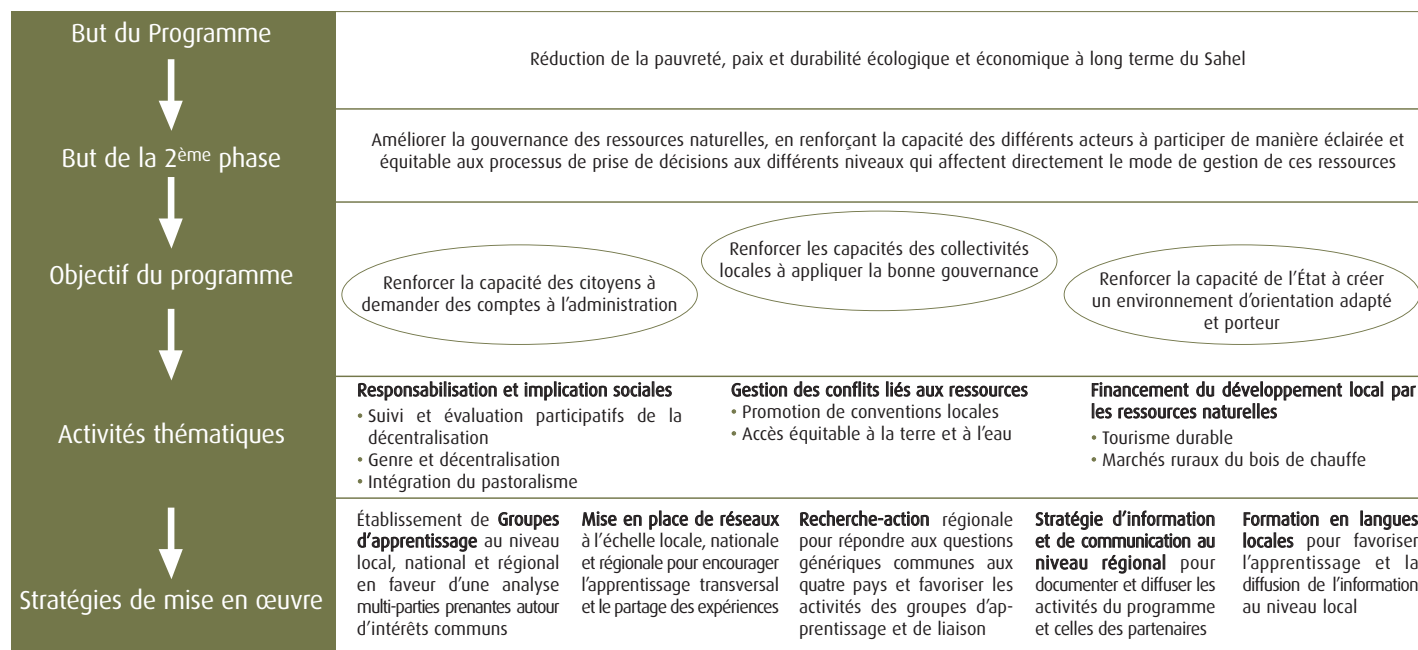 But du Programme
Réduction de la pauvreté, paix et durabilité écologique et économique à long terme du Sahel
But de la 2ème phase
Améliorer la gouvernance des ressources naturelles, en renforçant la capacité des différents acteurs à participer de manière éclairée et
équitable aux processus de prise de décisions aux différents niveaux qui affectent directement le mode de gestion de ces ressources
Objectif du programme
Renforcer la capacité des citoyens à
demander des comptes à l'administration
Renforcer les capacités des collectivités
locales à appliquer la bonne gouvernance
Renforcer la capacité de l'État à créer
un environnement d'orientation adapté
et porteur
Activités thématiques
Responsabilisation et implication sociales
• Suivi et évaluation participatifs de la
décentralisation
• Genre et décentralisation
• Intégration du pastoralisme
Gestion des conflits liés aux ressources
• Promotion de conventions locales
• Accès équitable à la terre et à l'eau
Financement du développement local par
les ressources naturelles
• Tourisme durable
• Marchés ruraux du bois de chauffe
Stratégies de mise en œuvre
Établissement de Groupes
d'apprentissage au niveau
local, national et régional
en faveur d'une analyse
multi-parties prenantes autour
d'intérêts communs
Mise en place de réseaux
à l'échelle locale, nationale
et régionale pour encourager
l'apprentissage transversal
et le partage des expériences
Recherche-action régionale
pour répondre aux questions
génériques communes aux
quatre pays et favoriser les
activités des groupes d'ap-
prentissage et de liaison
Stratégie d'information
et de communication au
niveau régional pour
documenter et diffuser les
activités du programme
et celles des partenaires
Formation en langues
locales pour favoriser
l'apprentissage et la
diffusion de l'information
au niveau local